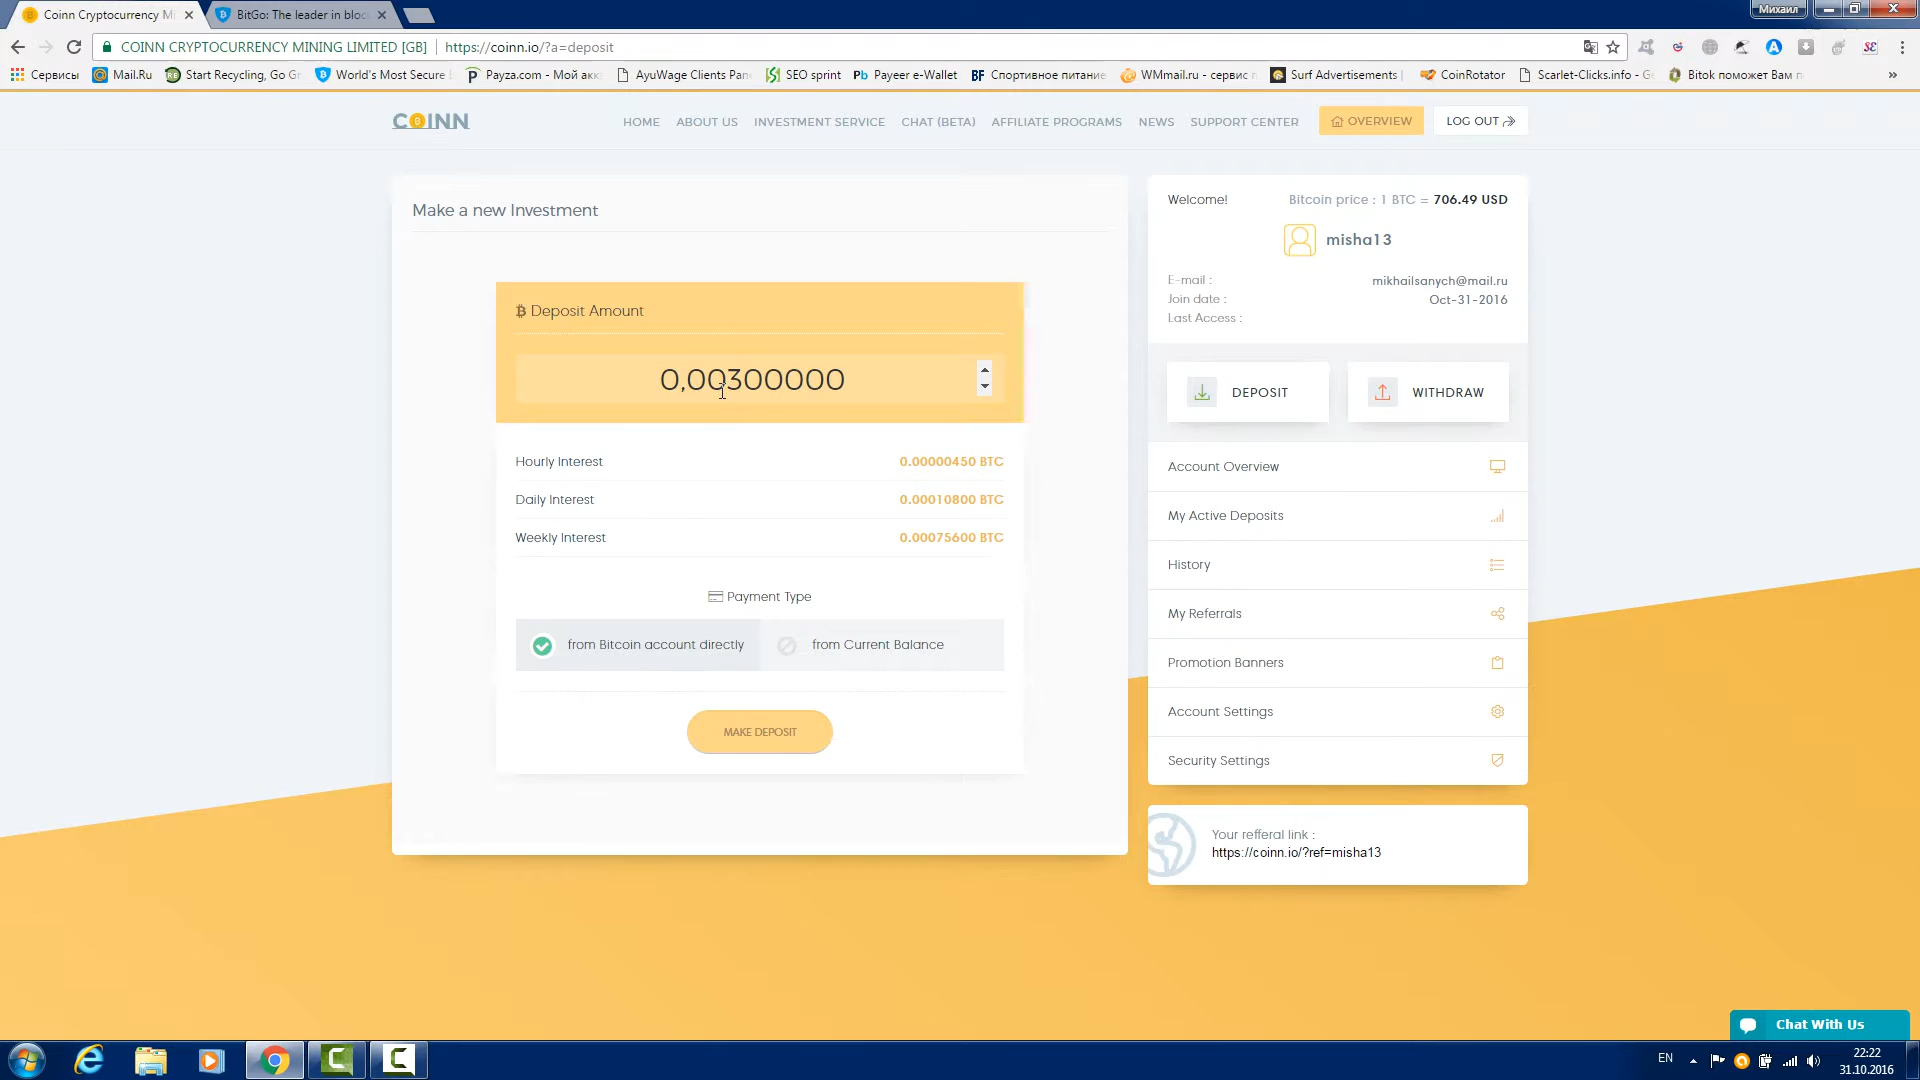 Coinn Cryptocurrency M
BitGo: The leader in bloc
Михаил
COINN CRYPTOCURRENCY MINING LIMITED [GB]
https://coinn.io/?a=deposit
Сервисы
Mail.Ru
Start Recycling, Go Gr
World's Most Secure
Payza.com - Мой акк
AyuWage Clients Pan
SEO sprint
Payeer e-Wallet
BF Спортивное питание
WMmail.ru - сервис
Surf Advertisements
CoinRotator
Scarlet-Clicks.info - G
Bitok поможет Вам
COINN
HOME
ABOUT US
INVESTMENT SERVICE
CHAT (BETA)
AFFILIATE PROGRAMS
NEWS
SUPPORT CENTER
OVERVIEW
LOG OUT
Make a new Investment
Deposit Amount
0,00300000
Hourly Interest 0.00000450 BTC
Daily Interest 0.00010800 BTC
Weekly Interest 0.00075600 BTC
Payment Type
from Bitcoin account directly
from Current Balance
MAKE DEPOSIT
Welcome! Bitcoin price : 1 BTC = 706.49 USD
misha13
E-mail : mikhailsanych@mail.ru
Join date : Oct-31-2016
Last Access :
DEPOSIT
WITHDRAW
Account Overview
My Active Deposits
History
My Referrals
Promotion Banners
Account Settings
Security Settings
Your refferal link :
https://coinn.io/?ref=misha13
Chat With Us
EN
22:22
31.10.2016